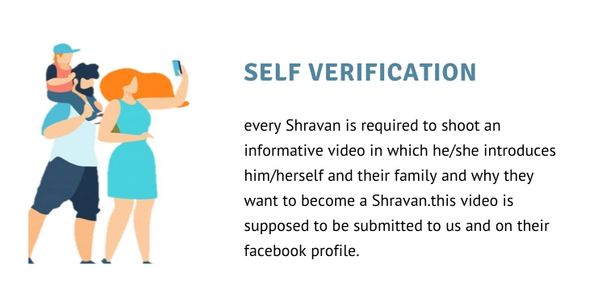 SELF VERIFICATION
every Shravan is required to shoot an
informative video in which he/she introduces
him/herself and their family and why they
want to become a Shravan.this video is
supposed to be submitted to us and on their
facebook profile.